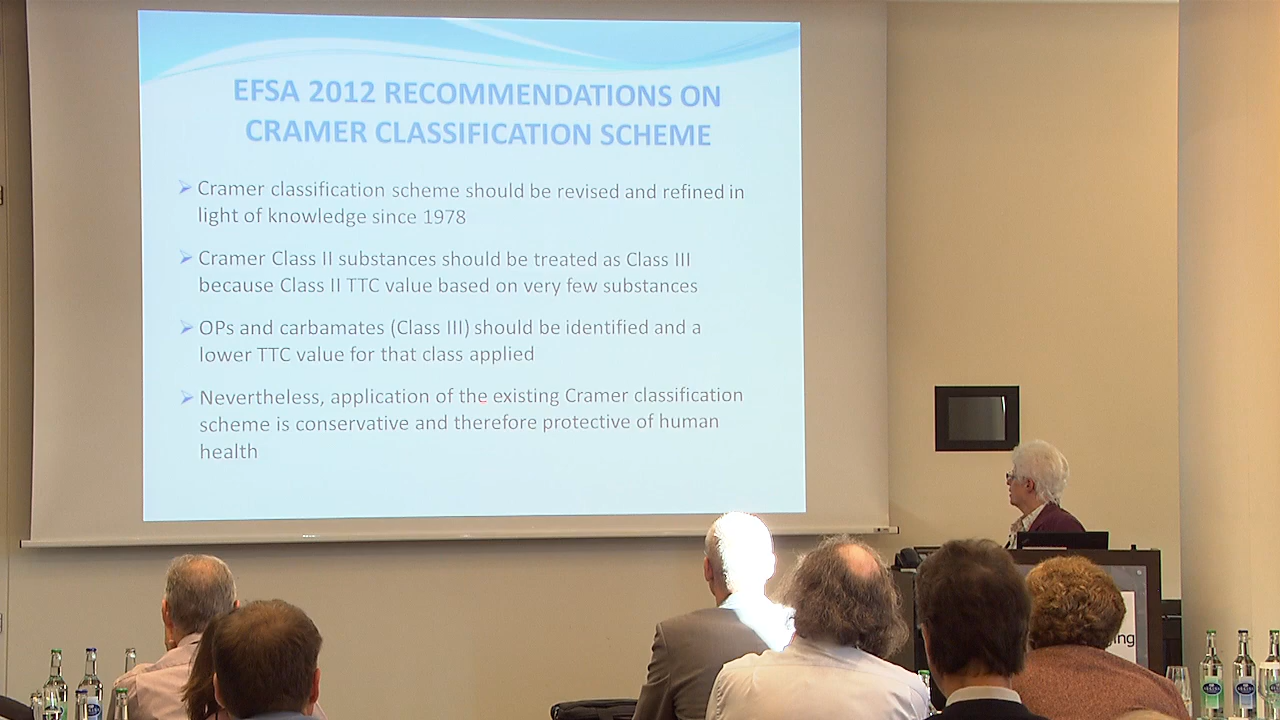 EFSA 2012 RECOMMENDATIONS ON
CRAMER CLASSIFICATION SCHEME
Cramer classification scheme should be revised and refined in
light of knowledge since 1978
Cramer Class II substances should be treated as Class III
because Class II TTC value based on very few substances
OPs and carbamates (Class III) should be identified and a
lower TTC value for that class applied
Nevertheless, application of the existing Cramer classification
scheme is conservative and therefore protective of human
health
ing